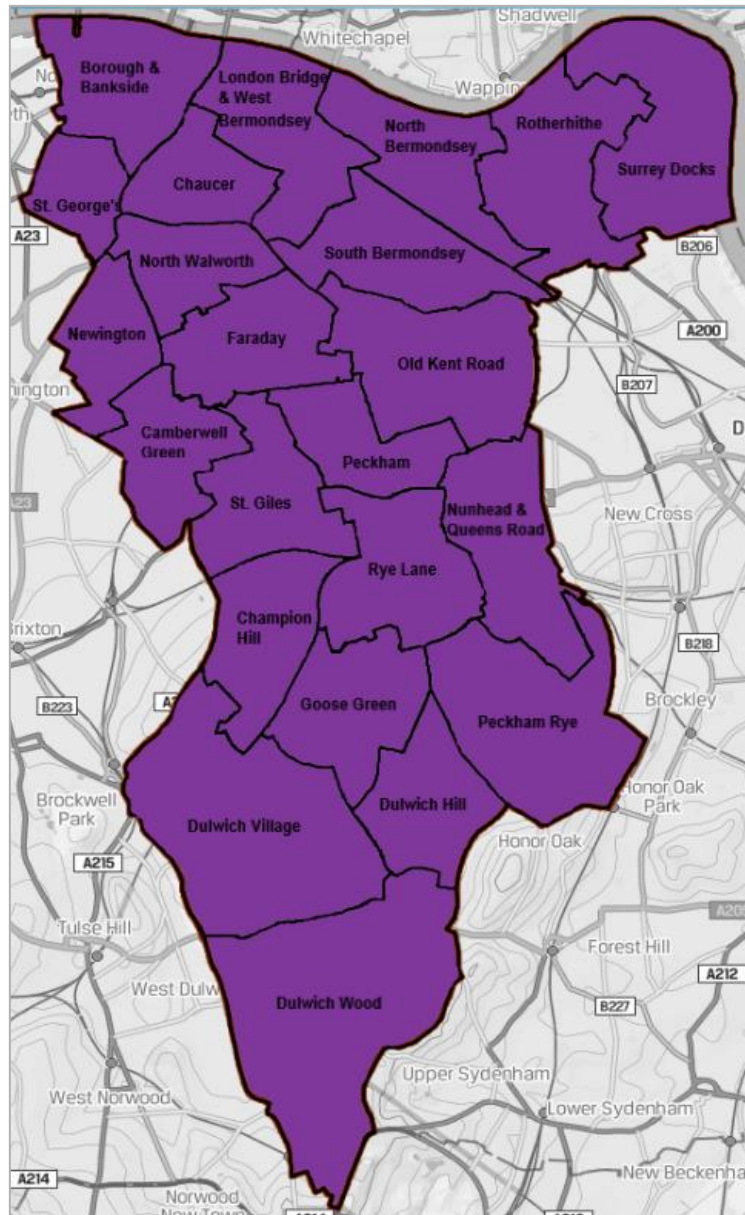 Shadwell
Whitechapel
Borough &
Bankside
London Bridge
& West
Bermondsey
Wappin
North
Bermondsey
Rotherhithe
Surrey Docks
Chaucer
St. George's
A23
B206
North Walworth
South Bermondsey
Newington
Faraday
Old Kent Road
A200
B207
nington
Camberwell
Green
Peckham
D
A23
St. Giles
Nunhead &
Queens Road
New Cross
Rye Lane
Champion
Hill
Brixton
B218
B223
Goose Green
Peckham Rye
Brockley
Brockwell
Park
Dulwich Hill
Honor Oak
Park
Dulwich Village
Honor Oak
A215
Tulse Hill
Forest Hill
A212
West Dulw
Dulwich Wood
B227
Upper Sydenham
West Norwood
Lower Sydenham
A214
Norwood
New Town
New Beckenha